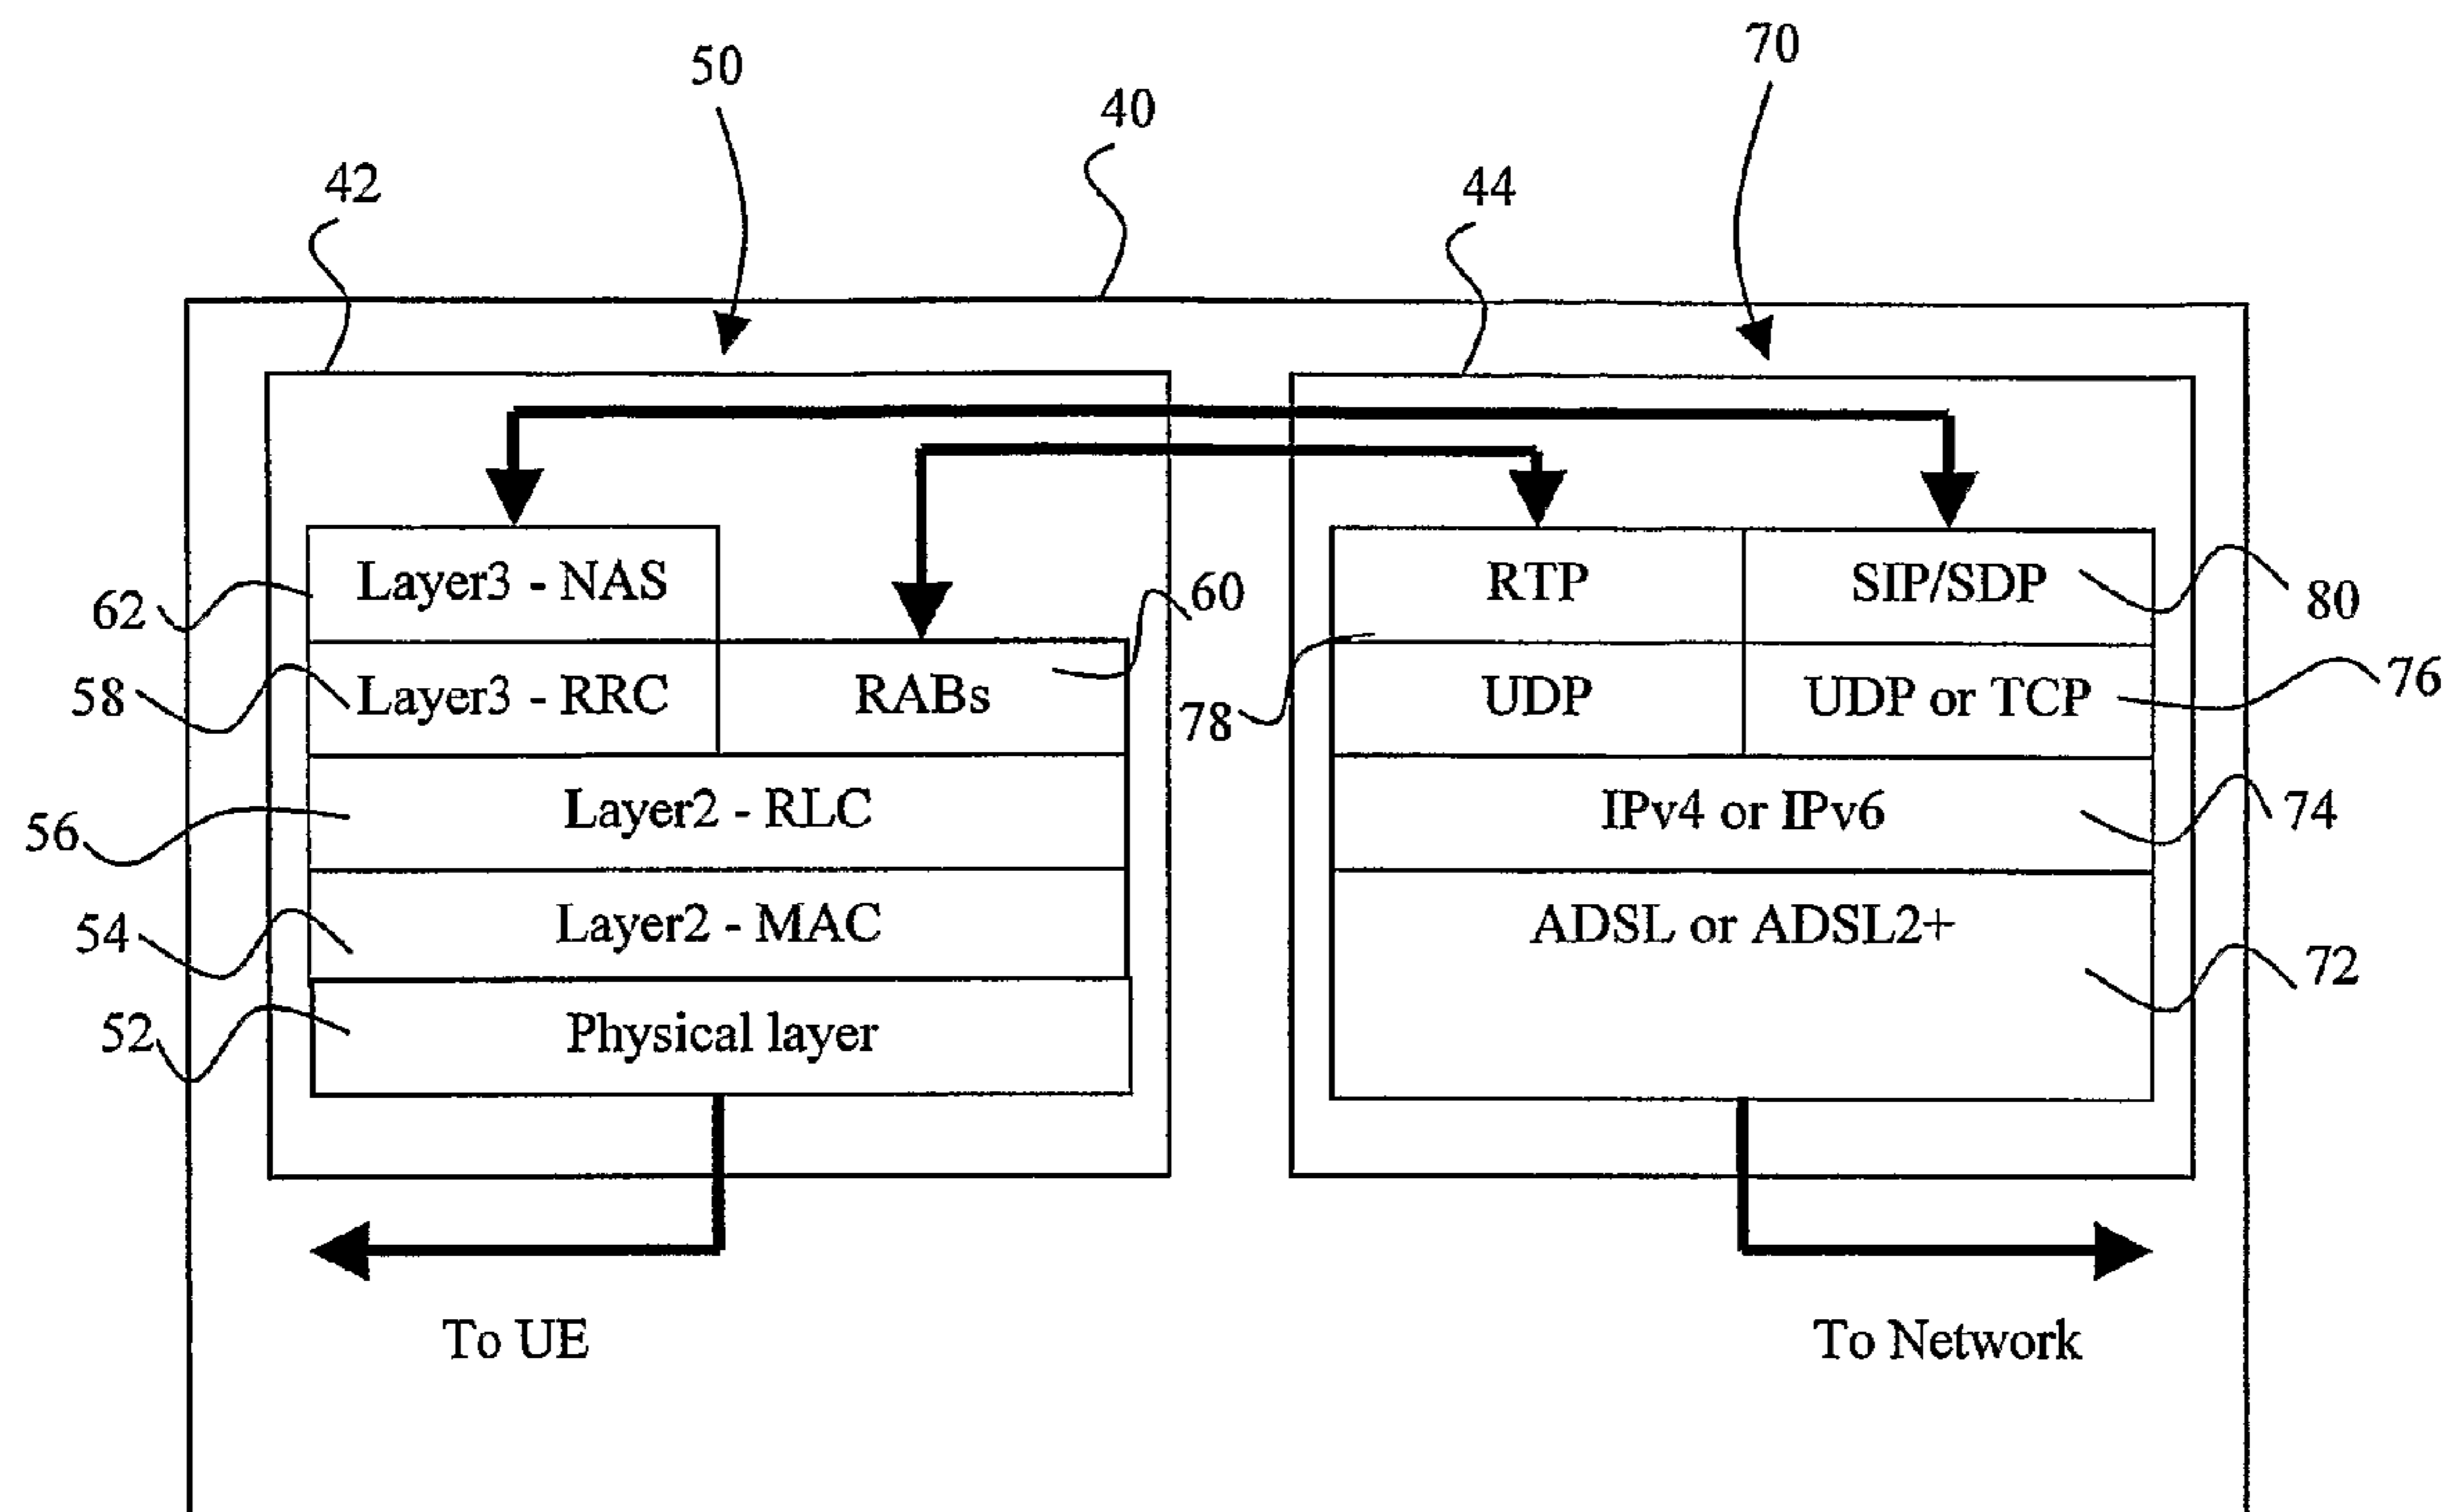 50
70
40
42
44
Layer3 - NAS
RTP
SIP/SDP
62
60
80
58
Layer3 - RRC
RABs
78
UDP
UDP or TCP
76
56
Layer2 - RLC
IPv4 or IPv6
74
54
Layer2 - MAC
ADSL or ADSL2+
72
52
Physical layer
To UE
To Network